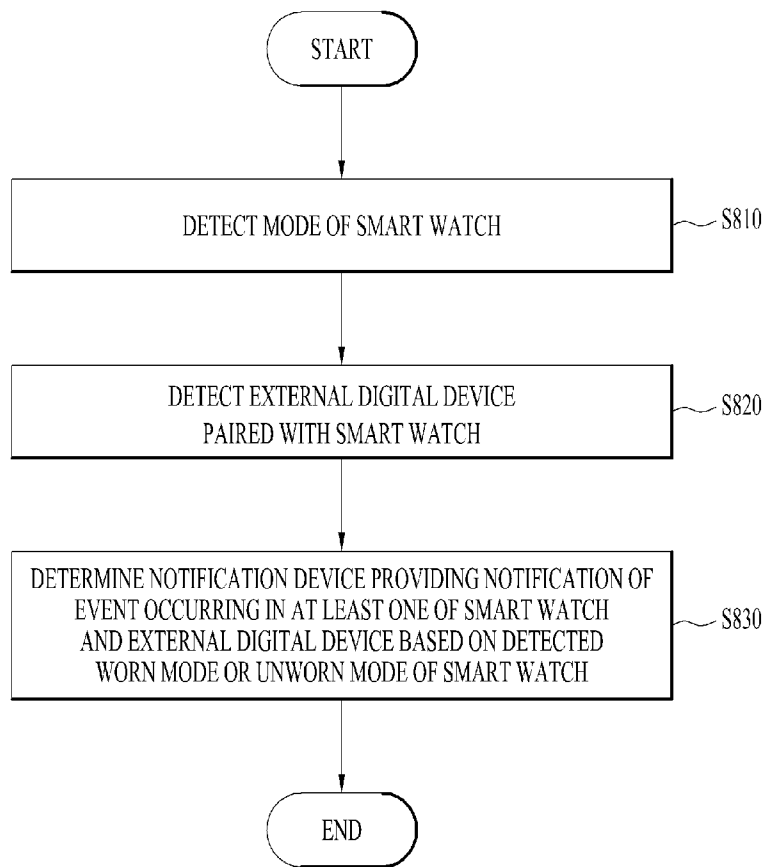 START
DETECT MODE OF SMART WATCH
S810
DETECT EXTERNAL DIGITAL DEVICE
PAIRED WITH SMART WATCH
S820
DETERMINE NOTIFICATION DEVICE PROVIDING NOTIFICATION OF
EVENT OCCURRING IN AT LEAST ONE OF SMART WATCH
AND EXTERNAL DIGITAL DEVICE BASED ON DETECTED
WORN MODE OR UNWORN MODE OF SMART WATCH
S830
END